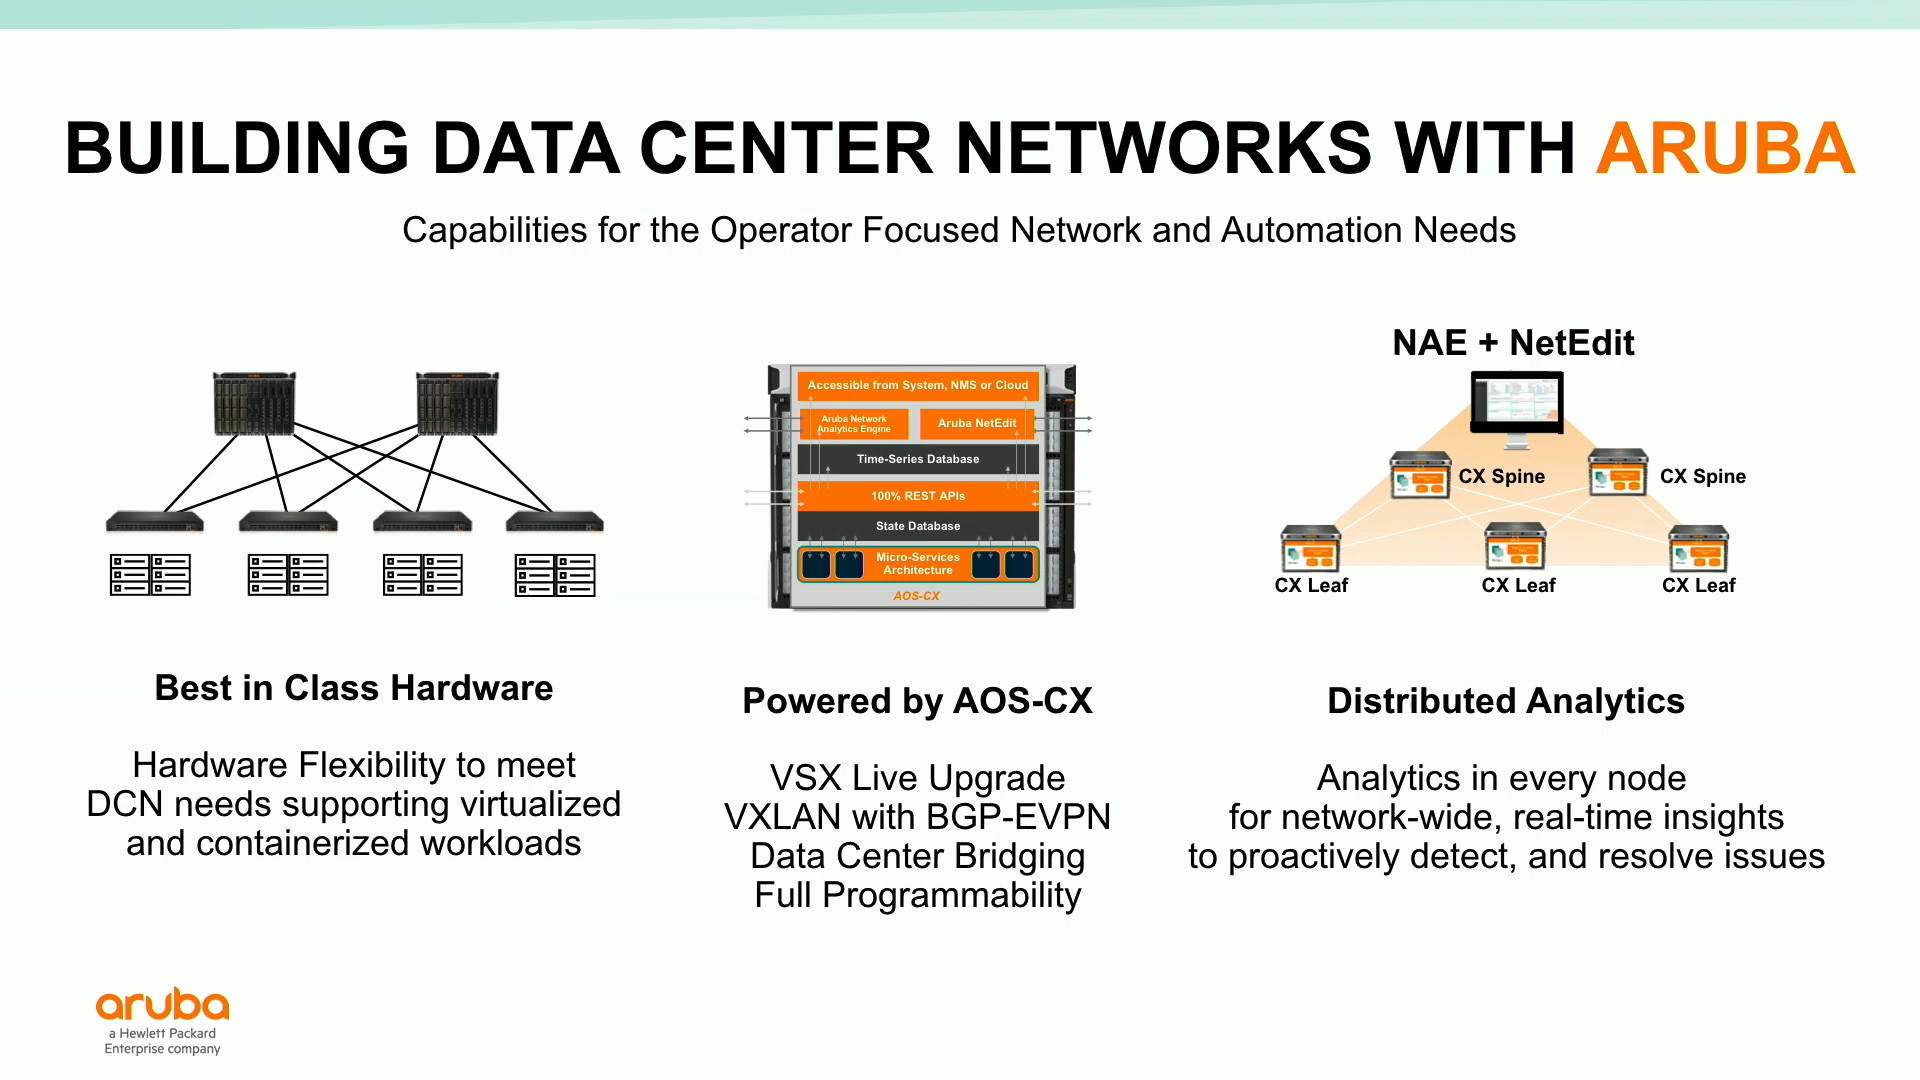 BUILDING DATA CENTER NETWORKS WITH ARUBA
Capabilities for the Operator Focused Network and Automation Needs
Best in Class Hardware
Hardware Flexibility to meet
DCN needs supporting virtualized
and containerized workloads
Accessible from System, NMS or Cloud
Aruba Network
Analytics Engine
Aruba NetEdit
Time-Series Database
100% REST APIs
State Database
Micro-Services
Architecture
AOS-CX
Powered by AOS-CX
VSX Live Upgrade
VXLAN with BGP-EVPN
Data Center Bridging
Full Programmability
NAE + NetEdit
CX Spine
CX Spine
CX Leaf
CX Leaf
CX Leaf
Distributed Analytics
Analytics in every node
for network-wide, real-time insights
to proactively detect, and resolve issues
aruba
a Hewlett Packard
Enterprise company